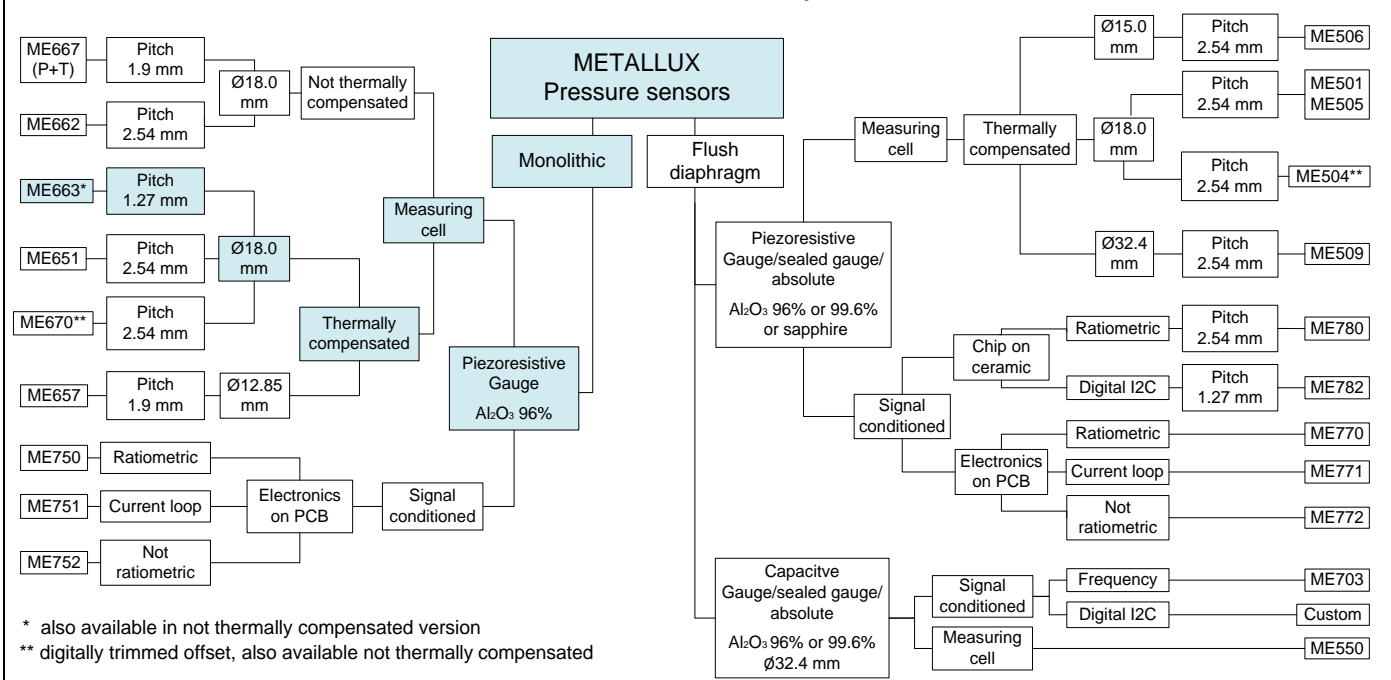 METALLUX
Pressure sensors
Monolithic
Flush
diaphragm
ME667
(P+T)
Pitch
1.9 mm
Ø18.0
mm
Not thermally
compensated
ME662
Pitch
2.54 mm
ME663*
Pitch
1.27 mm
Measuring
cell
ME651
Pitch
2.54 mm
Ø18.0
mm
ME670**
Pitch
2.54 mm
Thermally
compensated
ME657
Pitch
1.9 mm
Ø12.85
mm
Piezoresistive
Gauge
Al2O3 96%
ME750
Ratiometric
ME751
Current loop
Electronics
on PCB
Signal
conditioned
ME752
Not
ratiometric
* also available in not thermally compensated version
** digitally trimmed offset, also available not thermally compensated
Piezoresistive
Gauge/sealed gauge/
absolute
Al2O3 96% or 99.6%
or sapphire
Measuring
cell
Thermally
compensated
Ø15.0
mm
Pitch
2.54 mm
ME506
Ø18.0
mm
Pitch
2.54 mm
ME501
ME505
Pitch
2.54 mm
ME504**
Ø32.4
mm
Pitch
2.54 mm
ME509
Signal
conditioned
Chip on
ceramic
Ratiometric
Pitch
2.54 mm
ME780
Digital I2C
Pitch
1.27 mm
ME782
Electronics
on PCB
Ratiometric
ME770
Current loop
ME771
Not
ratiometric
ME772
Capacitve
Gauge/sealed gauge/
absolute
Al2O3 96% or 99.6%
Ø32.4 mm
Signal
conditioned
Frequency
ME703
Digital I2C
Custom
Measuring
cell
ME550